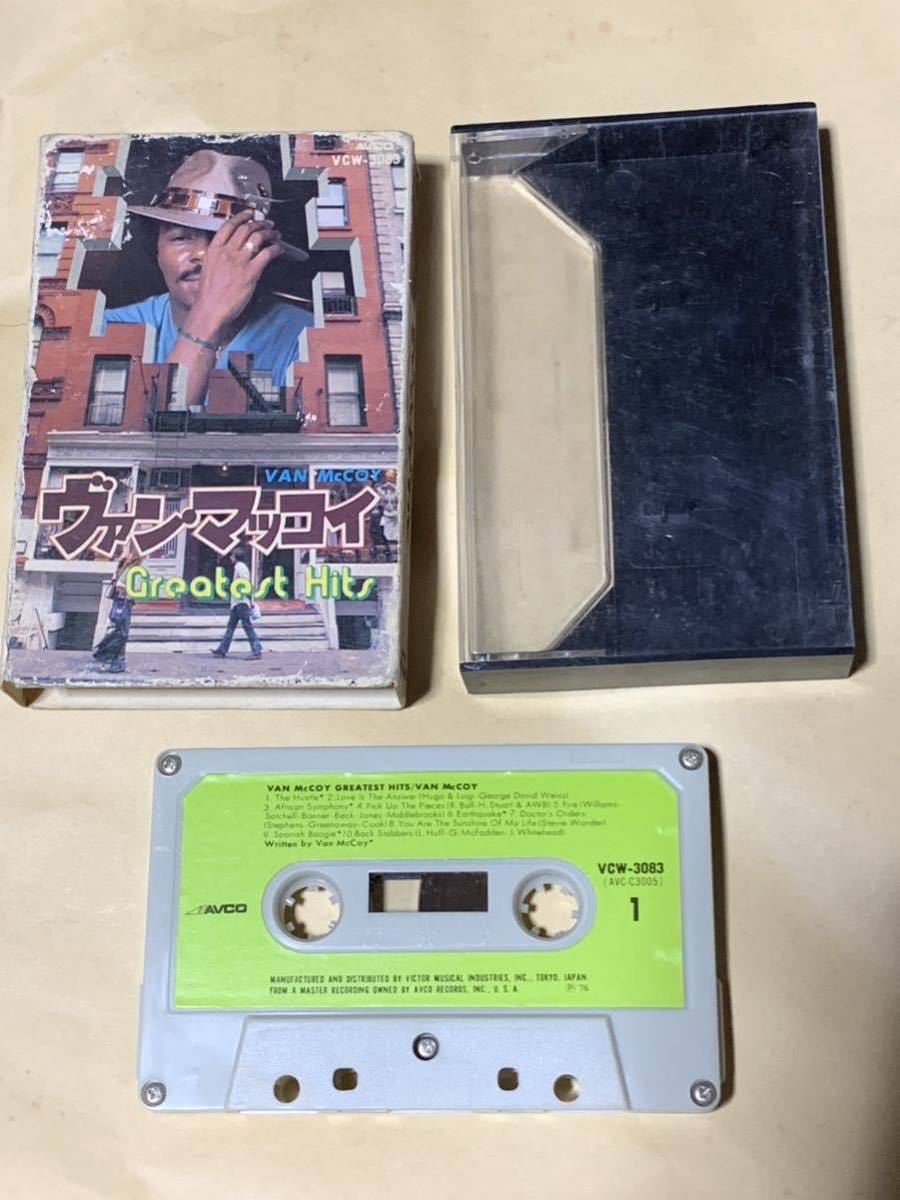 AVCO
VCW-3083
VAN McCOY
ヴァン・マッコイ
Greatest Hits
VAN McCOY GREATEST HITS/VAN McCOY
1. The Hustle* 2. Love Is The Answer (Hugo & Luigi-George David Weiss)
3. African Symphony* 4. Pick Up The Pieces (R. Ball-H. Stuart & AWB) 5. Fire (Williams-
Satchell-Bonner-Beck-Jones-Middlebrooks) 6. Earthquake* 7. Doctor's Orders
(Stephens-Greenaway-Cook) 8. You Are The Sunshine Of My Life (Stevie Wonder)
9. Spanish Boogie* 10. Back Stabbers (L. Huff-G. McFadden-J. Whitehead)
Written by Van McCoy*
VCW-3083
(AVC-C3005)
AVCO
1
MANUFACTURED AND DISTRIBUTED BY VICTOR MUSICAL INDUSTRIES, INC., TOKYO, JAPAN.
FROM A MASTER RECORDING OWNED BY AVCO RECORDS, INC., U. S. A. Ⓟ '76